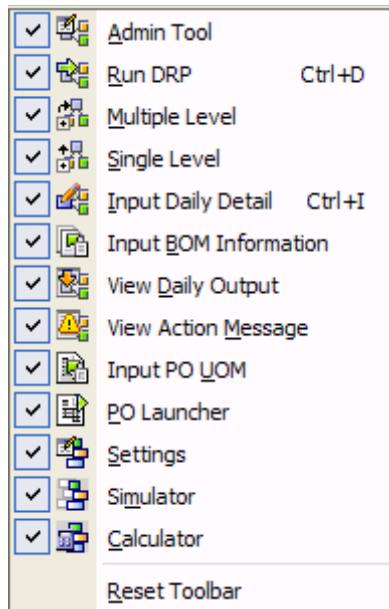 Admin Tool
Run DRP Ctrl+D
Multiple Level
Single Level
Input Daily Detail Ctrl+I
Input BOM Information
View Daily Output
View Action Message
Input PO UOM
PO Launcher
Settings
Simulator
Calculator
Reset Toolbar